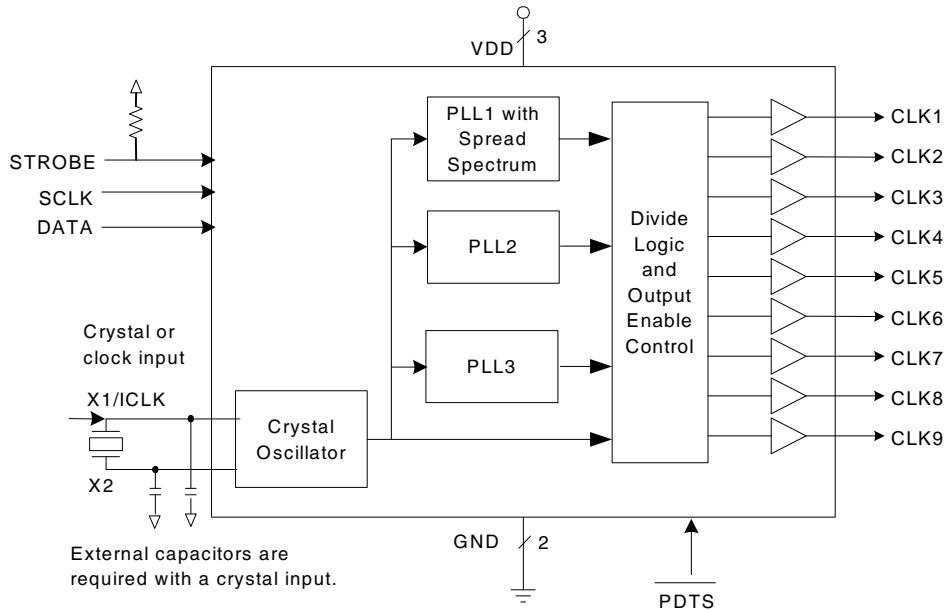 VDD
3
PLL1 with
Spread
Spectrum
PLL2
PLL3
Divide
Logic
and
Output
Enable
Control
CLK1
CLK2
CLK3
CLK4
CLK5
CLK6
CLK7
CLK8
CLK9
STROBE
SCLK
DATA
Crystal or
clock input
X1/ICLK
X2
Crystal
Oscillator
External capacitors are
required with a crystal input.
GND
2
PDTS